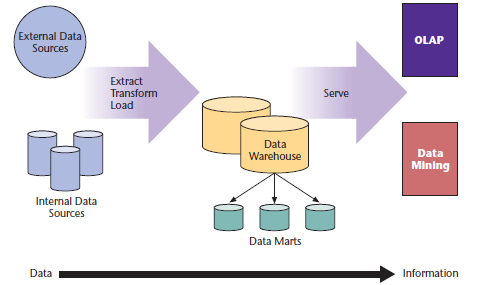 External Data
Sources
OLAP
Extract
Transform
Load
Serve
Data
Warehouse
Data
Mining
Internal Data
Sources
Data Marts
Data
Information